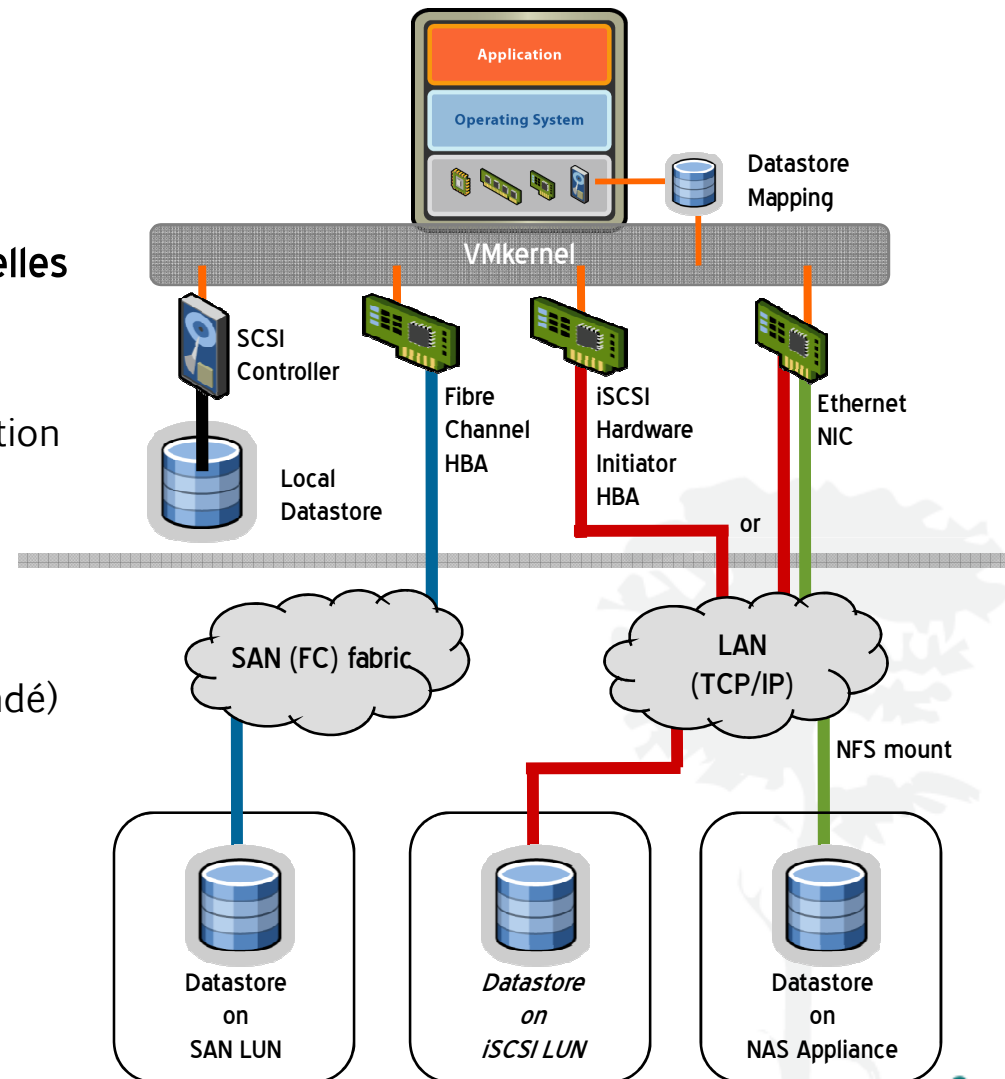 Application
Operating System
Datastore
Mapping
elles
VMkernel
SCSI
Controller
Fibre
Channel
HBA
iSCSI
Hardware
Initiator
HBA
Ethernet
NIC
tion
Local
Datastore
or
SAN (FC) fabric
LAN
(TCP/IP)
ndé)
NFS mount
Datastore
on
SAN LUN
Datastore
on
iSCSI LUN
Datastore
on
NAS Appliance